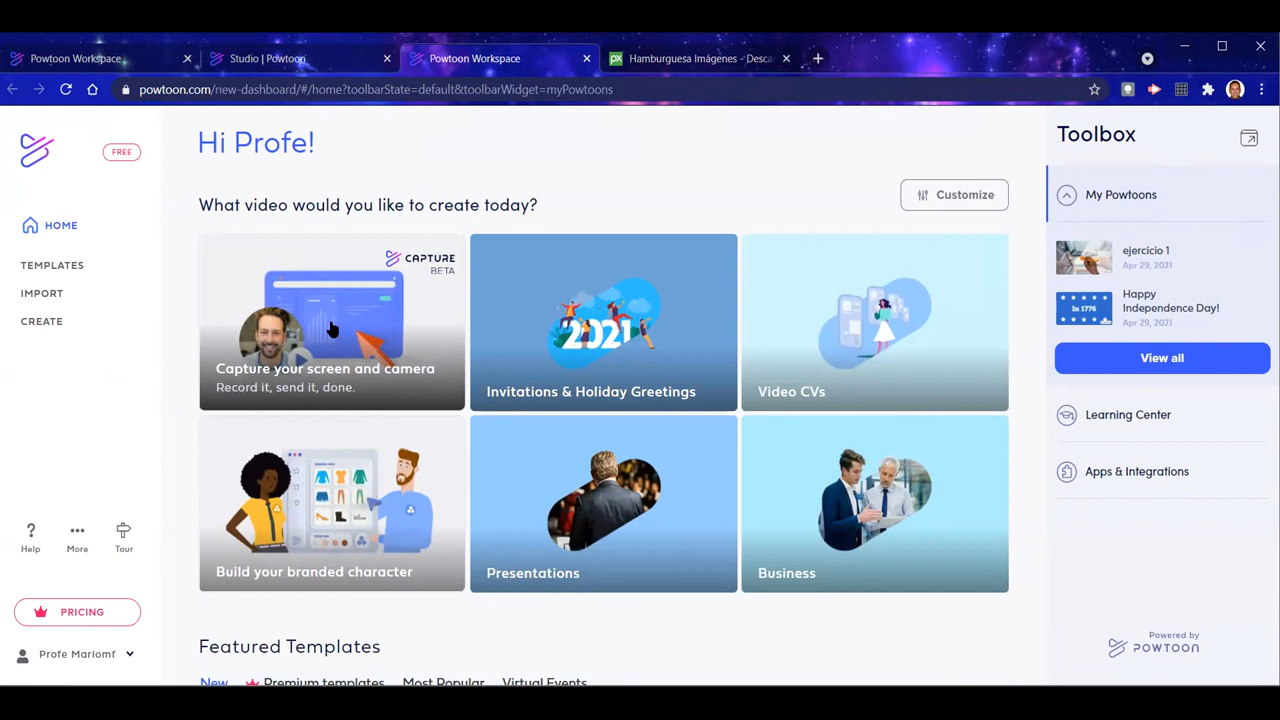 Powtoon Workspace
Studio | Powtoon
Powtoon Workspace
Hamburguesa Imágenes - Desca
powtoon.com/new-dashboard/#/home?toolbarState=default&toolbarWidget=myPowtoons
FREE
HOME
TEMPLATES
IMPORT
CREATE
Help
More
Tour
PRICING
Profe Mariomf
Hi Profe!
What video would you like to create today?
Customize
CAPTURE
BETA
Capture your screen and camera
Record it, send it, done.
2021
Invitations & Holiday Greetings
Video CVs
Build your branded character
Presentations
Business
Featured Templates
New
Premium templates
Most Popular
Virtual Events
Toolbox
My Powtoons
ejercicio 1
Apr 29, 2021
In 1776
Happy
Independence Day!
Apr 29, 2021
View all
Learning Center
Apps & Integrations
Powered by
POWTOON